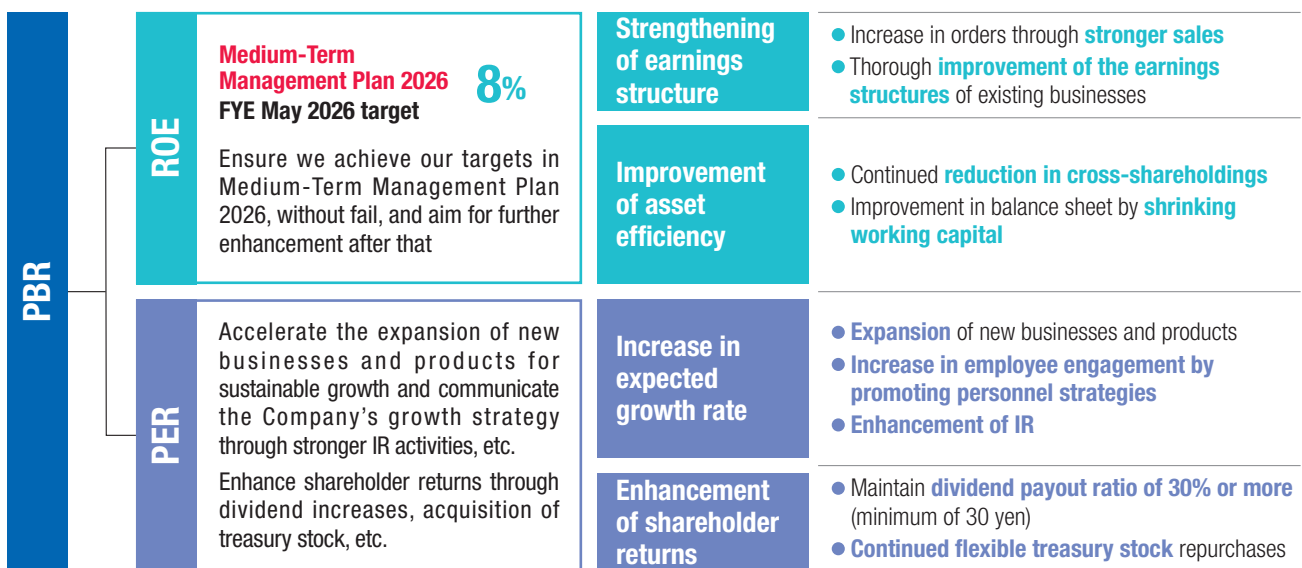 PBR
ROE
Medium-Term
Management Plan 2026
FYE May 2026 target
8%
Ensure we achieve our targets in
Medium-Term Management Plan
2026, without fail, and aim for further
enhancement after that
Strengthening
of earnings
structure
● Increase in orders through stronger sales
● Thorough improvement of the earnings
structures of existing businesses
Improvement
of asset
efficiency
● Continued reduction in cross-shareholdings
● Improvement in balance sheet by shrinking
working capital
PER
Accelerate the expansion of new
businesses and products for
sustainable growth and communicate
the Company's growth strategy
through stronger IR activities, etc.
Enhance shareholder returns through
dividend increases, acquisition of
treasury stock, etc.
Increase in
expected
growth rate
● Expansion of new businesses and products
● Increase in employee engagement by
promoting personnel strategies
● Enhancement of IR
Enhancement
of shareholder
returns
● Maintain dividend payout ratio of 30% or more
(minimum of 30 yen)
● Continued flexible treasury stock repurchases